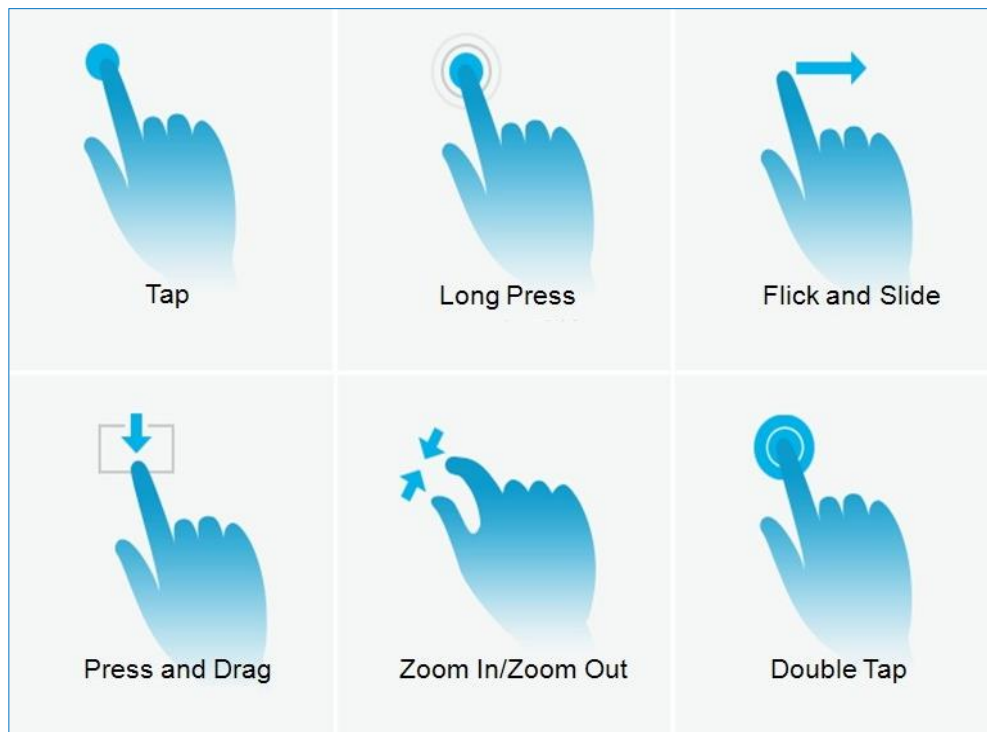 Tap
Long Press
Flick and Slide
Press and Drag
Zoom In/Zoom Out
Double Tap